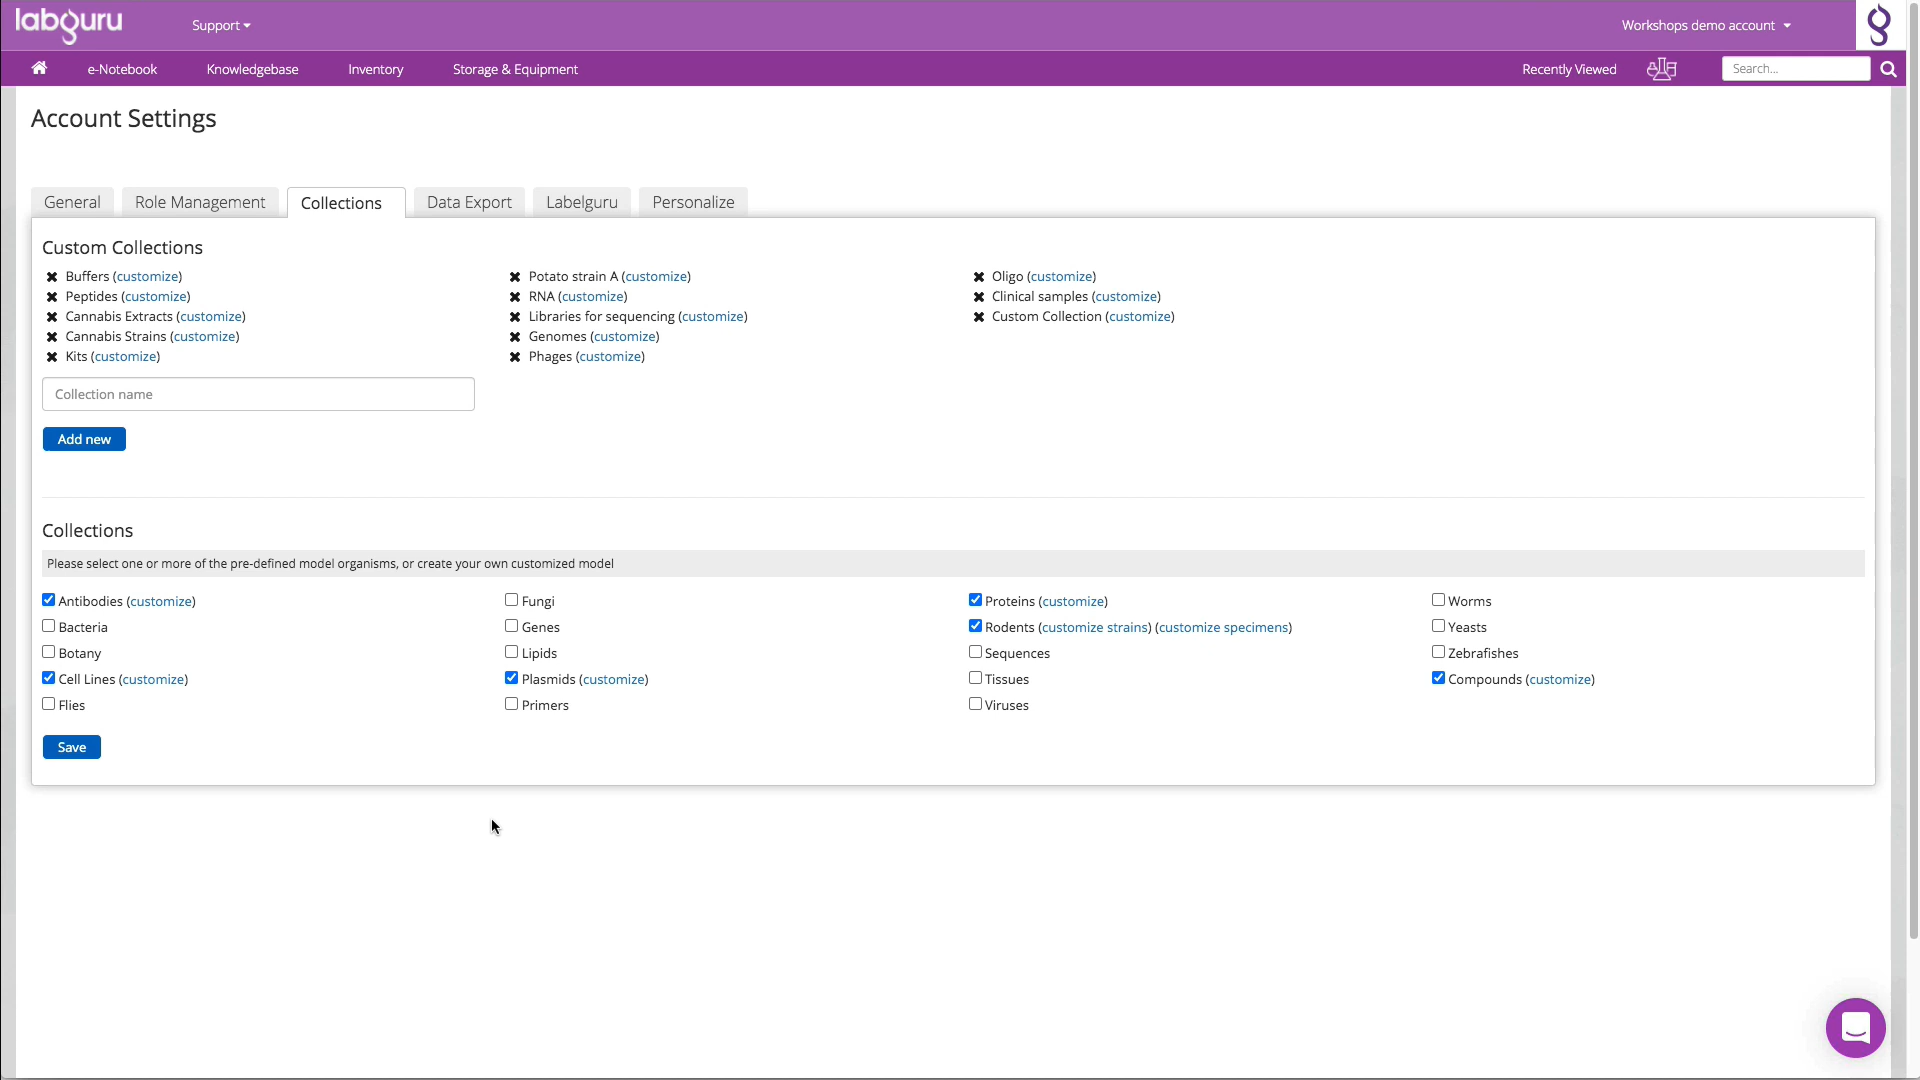 labguru
Support
Workshops demo account
e-Notebook
Knowledgebase
Inventory
Storage & Equipment
Recently Viewed
Search...
Account Settings
General
Role Management
Collections
Data Export
Labelguru
Personalize
Custom Collections
Buffers (customize)
Peptides (customize)
Cannabis Extracts (customize)
Cannabis Strains (customize)
Kits (customize)
Potato strain A (customize)
RNA (customize)
Libraries for sequencing (customize)
Genomes (customize)
Phages (customize)
Oligo (customize)
Clinical samples (customize)
Custom Collection (customize)
Collection name
Add new
Collections
Please select one or more of the pre-defined model organisms, or create your own customized model
Antibodies (customize)
Bacteria
Botany
Cell Lines (customize)
Flies
Fungi
Genes
Lipids
Plasmids (customize)
Primers
Proteins (customize)
Rodents (customize strains) (customize specimens)
Sequences
Tissues
Viruses
Worms
Yeasts
Zebrafishes
Compounds (customize)
Save